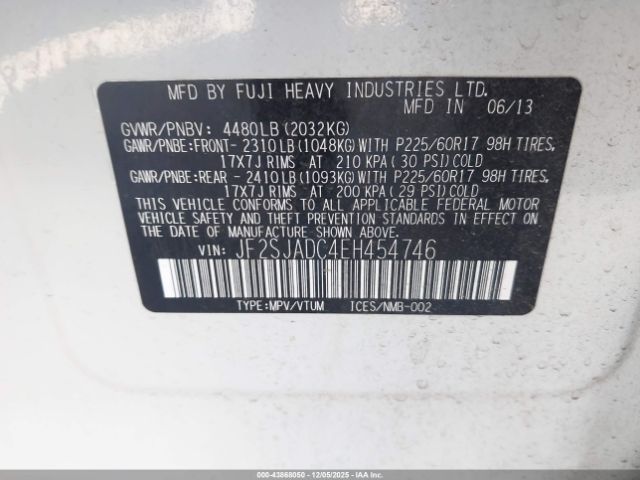 MFD BY FUJI HEAVY INDUSTRIES LTD.
MFD IN 06/13
GVWR/PNBV: 4480LB(2032KG)
GAWR/PNBE:FRONT- 2310LB(1048KG)WITH P225/60R17 98H TIRES,
17X7J RIMS AT 210 KPA(30 PSI)COLD
GAWR/PNBE:REAR - 2410LB(1093KG)WITH P225/60R17 98H TIRES,
17X7J RIMS AT 200 KPA(29 PSI)COLD
THIS VEHICLE CONFORMS TO ALL APPLICABLE FEDERAL MOTOR
VEHICLE SAFETY AND THEFT PREVENTION STANDARDS IN EFFECT
ON THE DATE OF MANUFACTURE SHOWN ABOVE.
VIN: JF2SJADC4EH454746
TYPE:MPV/VTUM ICES/NMB-002
000-43868050 - 12/05/2025 - IAAI.COM